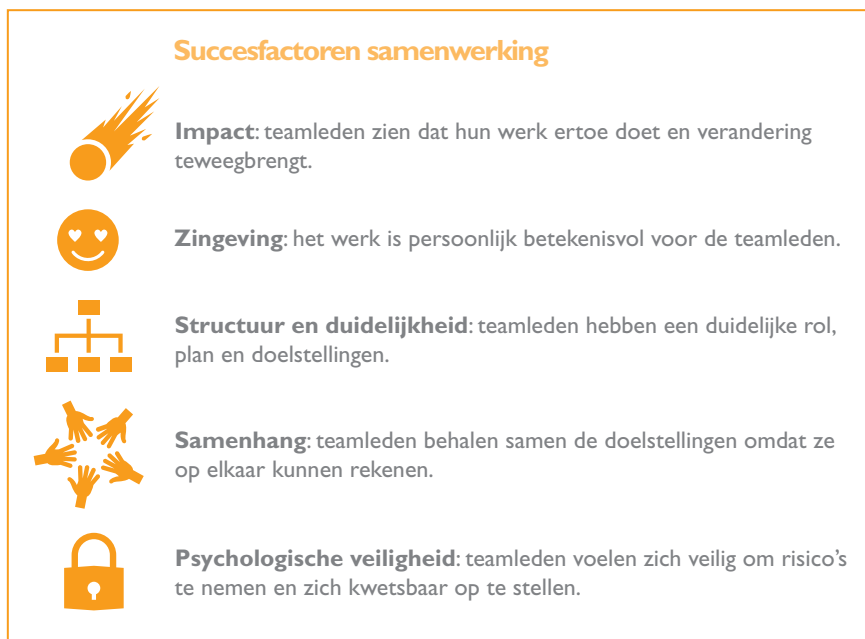 Succesfactoren samenwerking
Impact: teamleden zien dat hun werk ertoe doet en verandering
teweegbrengt.
Zingeving: het werk is persoonlijk betekenisvol voor de teamleden.
Structuur en duidelijkheid: teamleden hebben een duidelijke rol,
plan en doelstellingen.
Samenhang: teamleden behalen samen de doelstellingen omdat ze
op elkaar kunnen rekenen.
Psychologische veiligheid: teamleden voelen zich veilig om risico’s
te nemen en zich kwetsbaar op te stellen.